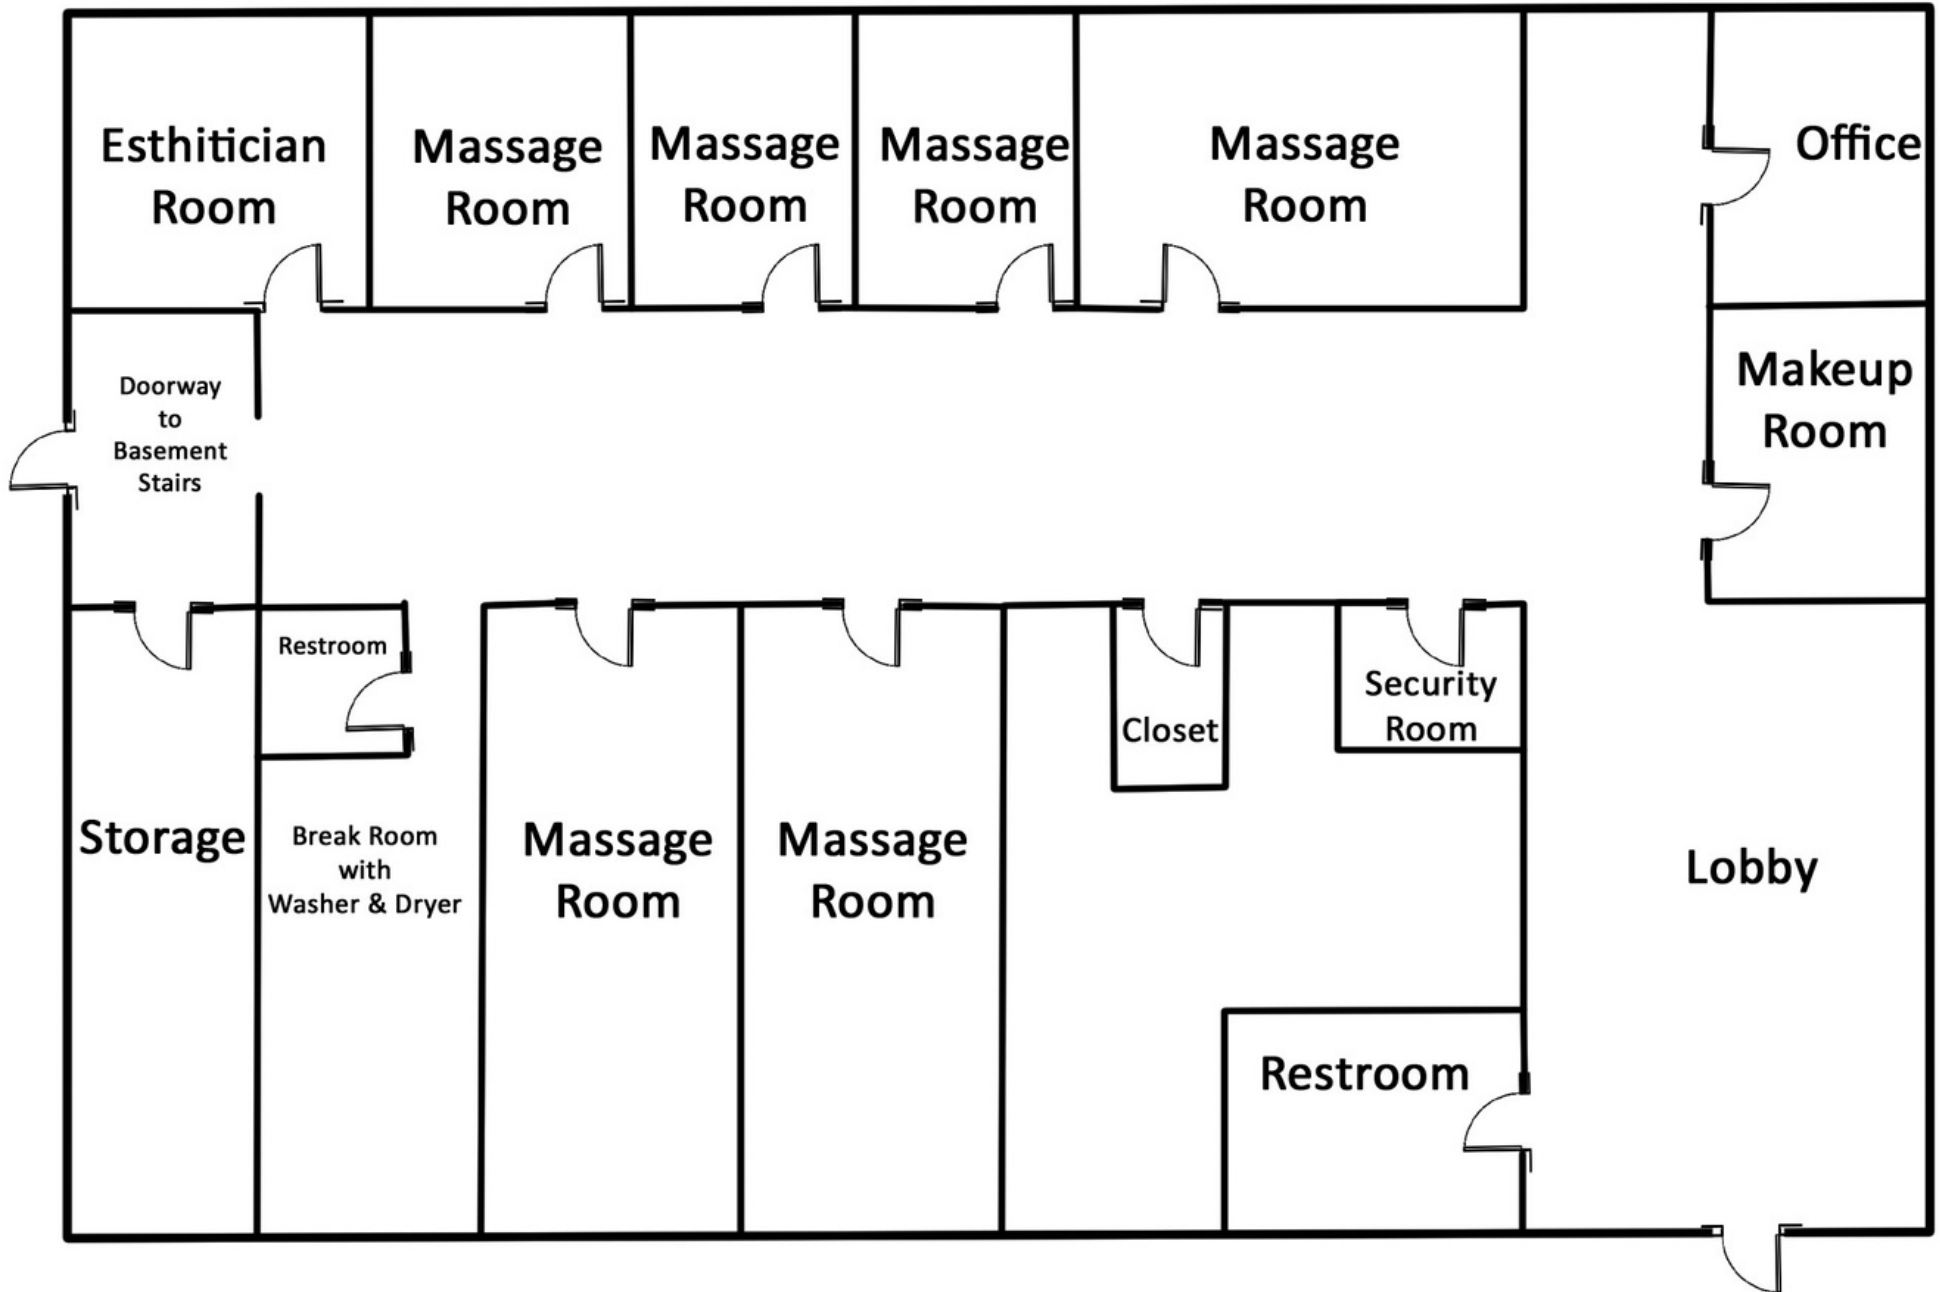 Esthitician
Room
Massage
Room
Massage
Room
Massage
Room
Massage
Room
Office
Doorway
to
Basement
Stairs
Makeup
Room
Restroom
Security
Room
Closet
Storage
Break Room
with
Washer & Dryer
Massage
Room
Massage
Room
Lobby
Restroom